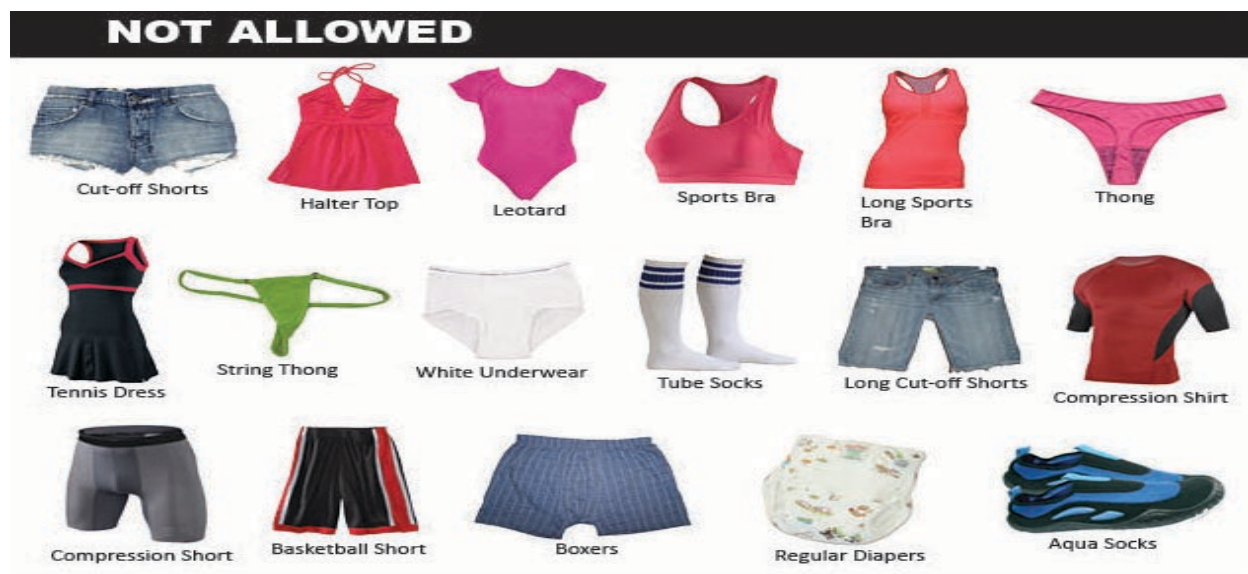 NOT ALLOWED
Cut-off Shorts
Halter Top
Leotard
Sports Bra
Long Sports
Bra
Thong
Tennis Dress
String Thong
White Underwear
Tube Socks
Long Cut-off Shorts
Compression Shirt
Compression Short
Basketball Short
Boxers
Regular Diapers
Aqua Socks